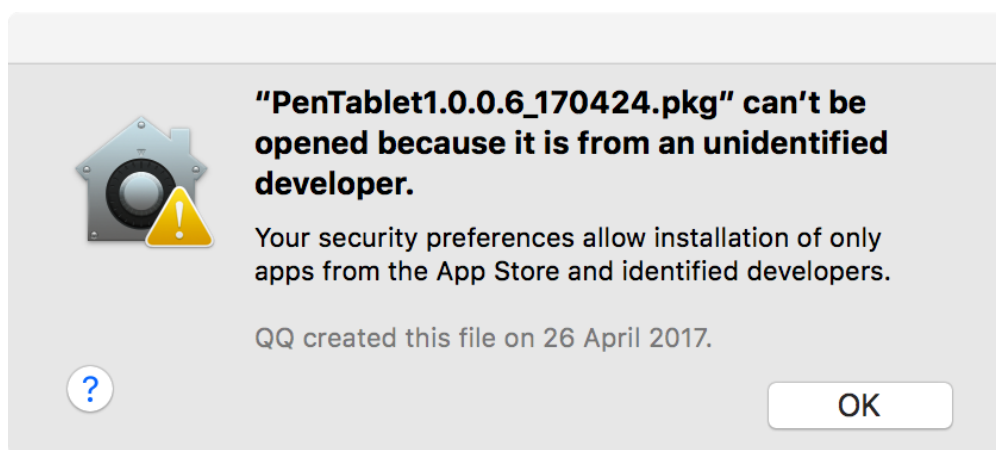 “PenTablet1.0.0.6_170424.pkg” can’t be
opened because it is from an unidentified
developer.
Your security preferences allow installation of only
apps from the App Store and identified developers.
QQ created this file on 26 April 2017.
?
OK